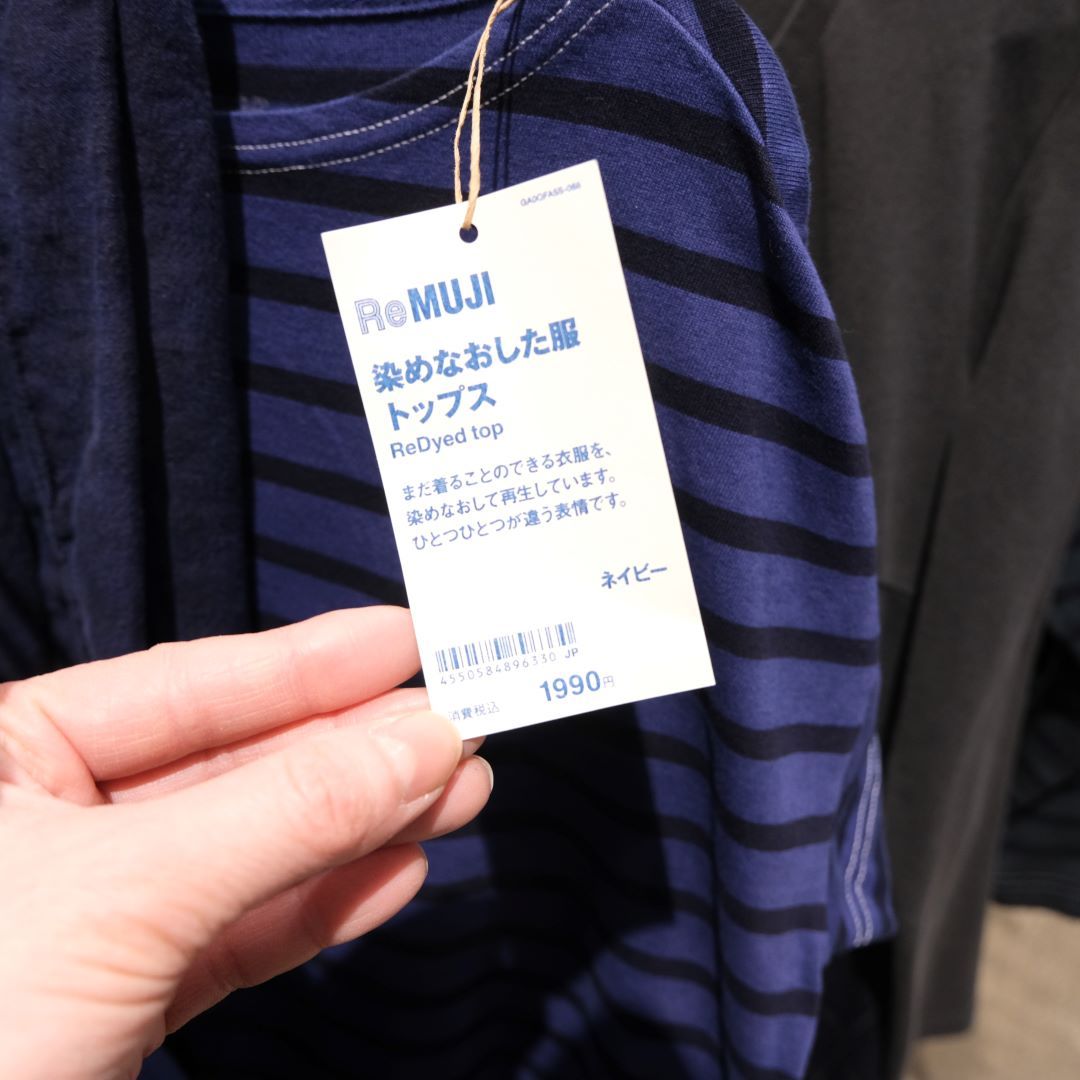 ReMUJI
染めなおした服
トップス
ReDyed top
まだ着ることのできる衣服を、
染めなおして再生しています。
ひとつひとつが違う表情です。
ネイビー
4550584896330 JP
消費税込 1990円